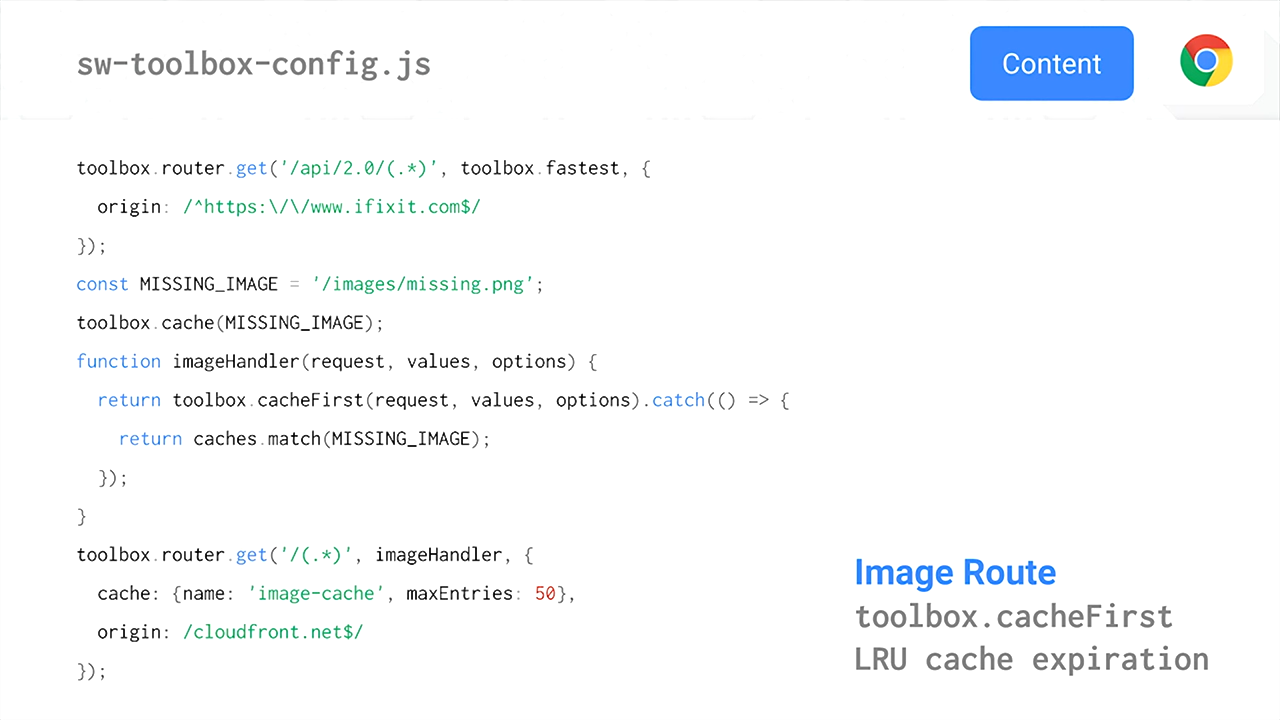 sw-toolbox-config.js
Content
toolbox.router.get('/api/2.0/(.*)', toolbox.fastest, {
  origin: /^https:\/\/www.ifixit.com$/
});
const MISSING_IMAGE = '/images/missing.png';
toolbox.cache(MISSING_IMAGE);
function imageHandler(request, values, options) {
  return toolbox.cacheFirst(request, values, options).catch(() => {
    return caches.match(MISSING_IMAGE);
  });
}
toolbox.router.get('/(.*)', imageHandler, {
  cache: {name: 'image-cache', maxEntries: 50},
  origin: /cloudfront.net$/
});
Image Route
toolbox.cacheFirst
LRU cache expiration